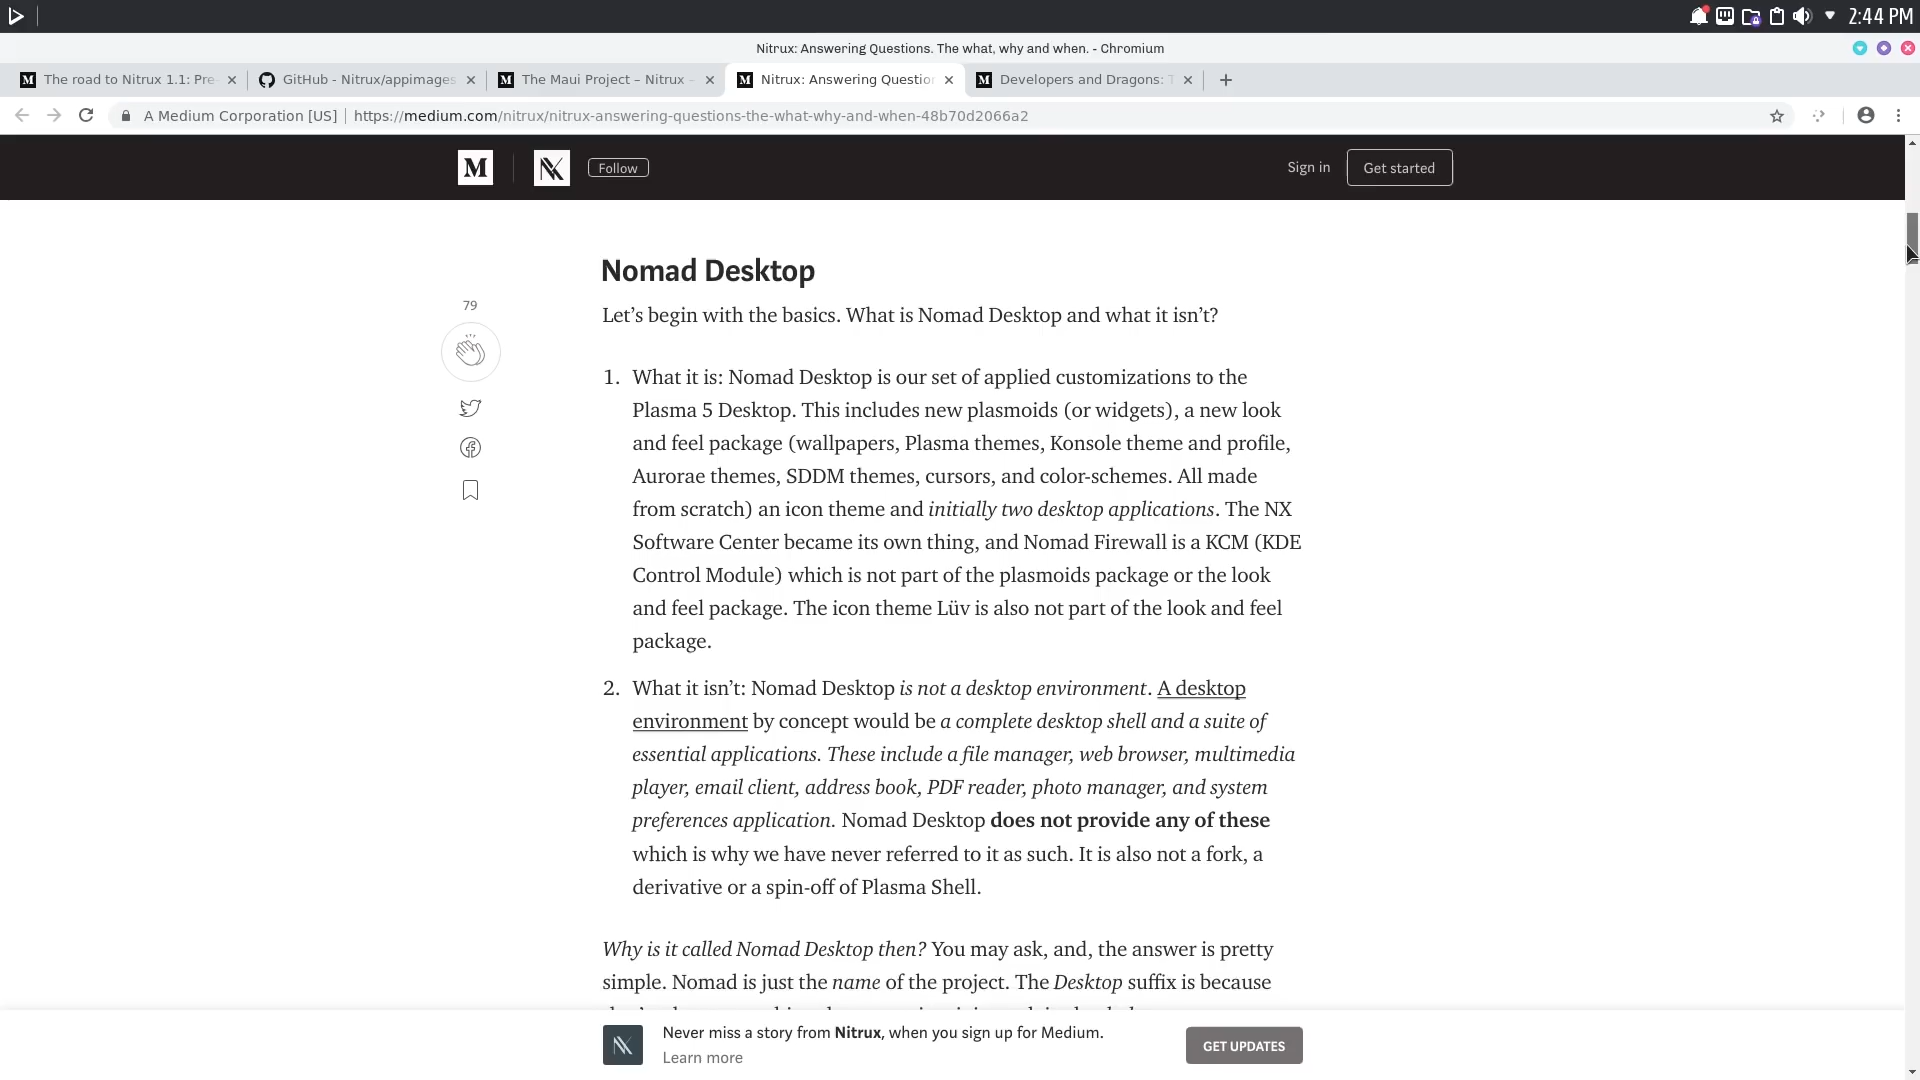 2:44 PM
Nitrux: Answering Questions. The what, why and when. - Chromium
The road to Nitrux 1.1: Pre-
GitHub - Nitrux/appimages
The Maui Project – Nitrux –
Nitrux: Answering Questio
Developers and Dragons: T
A Medium Corporation [US]
https://medium.com/nitrux/nitrux-answering-questions-the-what-why-and-when-48b70d2066a2
M
Follow
Sign in
Get started
Nomad Desktop
Let’s begin with the basics. What is Nomad Desktop and what it isn’t?
79
1. What it is: Nomad Desktop is our set of applied customizations to the
Plasma 5 Desktop. This includes new plasmoids (or widgets), a new look
and feel package (wallpapers, Plasma themes, Konsole theme and profile,
Aurorae themes, SDDM themes, cursors, and color-schemes. All made
from scratch) an icon theme and initially two desktop applications. The NX
Software Center became its own thing, and Nomad Firewall is a KCM (KDE
Control Module) which is not part of the plasmoids package or the look
and feel package. The icon theme Lüv is also not part of the look and feel
package.
2. What it isn’t: Nomad Desktop is not a desktop environment. A desktop
environment by concept would be a complete desktop shell and a suite of
essential applications. These include a file manager, web browser, multimedia
player, email client, address book, PDF reader, photo manager, and system
preferences application. Nomad Desktop does not provide any of these
which is why we have never referred to it as such. It is also not a fork, a
derivative or a spin-off of Plasma Shell.
Why is it called Nomad Desktop then? You may ask, and, the answer is pretty
simple. Nomad is just the name of the project. The Desktop suffix is because
Never miss a story from Nitrux, when you sign up for Medium.
Learn more
GET UPDATES